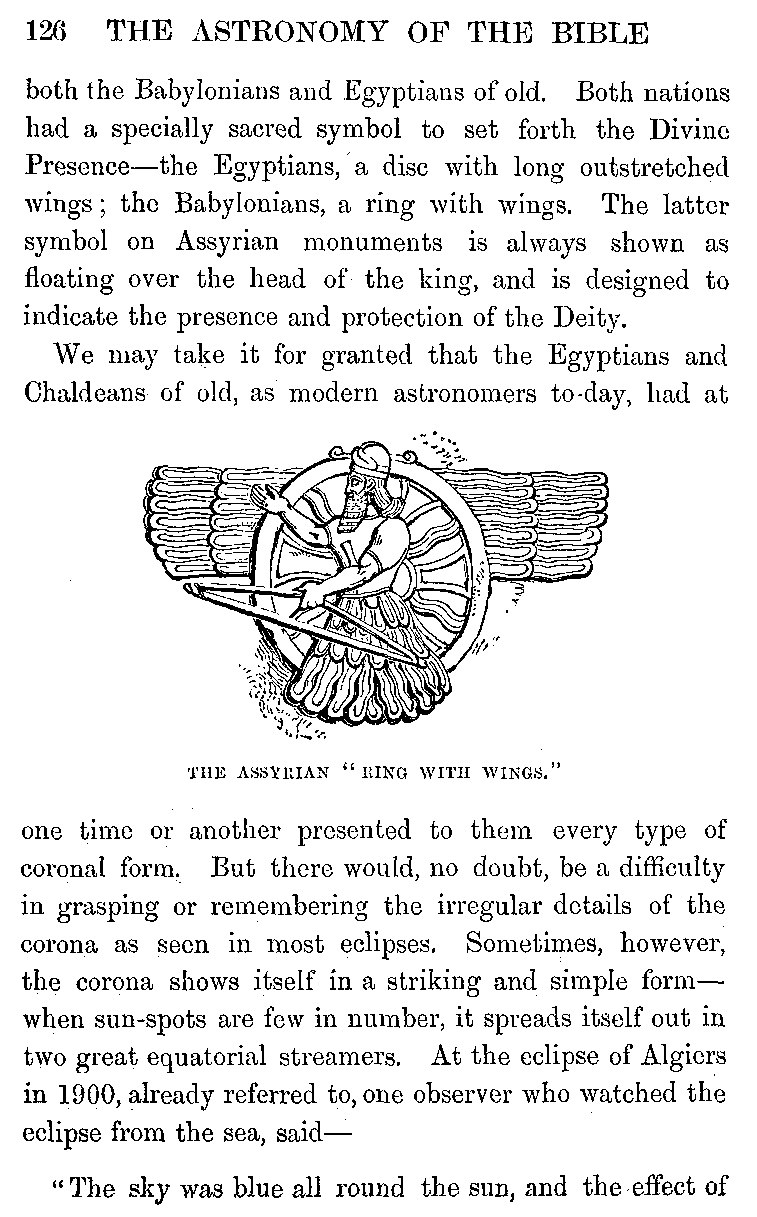 126 THE ASTRONOMY OF THE BIBLE
both the Babylonians and Egyptians of old. Both nations
had a specially sacred symbol to set forth the Divine
Presence—the Egyptians, a disc with long outstretched
wings; the Babylonians, a ring with wings. The latter
symbol on Assyrian monuments is always shown as
floating over the head of the king, and is designed to
indicate the presence and protection of the Deity.
We may take it for granted that the Egyptians and
Chaldeans of old, as modern astronomers to-day, had at
THE ASSYRIAN “RING WITH WINGS.”
one time or another presented to them every type of
coronal form. But there would, no doubt, be a difficulty
in grasping or remembering the irregular details of the
corona as seen in most eclipses. Sometimes, however,
the corona shows itself in a striking and simple form—
when sun-spots are few in number, it spreads itself out in
two great equatorial streamers. At the eclipse of Algiers
in 1900, already referred to, one observer who watched the
eclipse from the sea, said—
“The sky was blue all round the sun, and the effect of